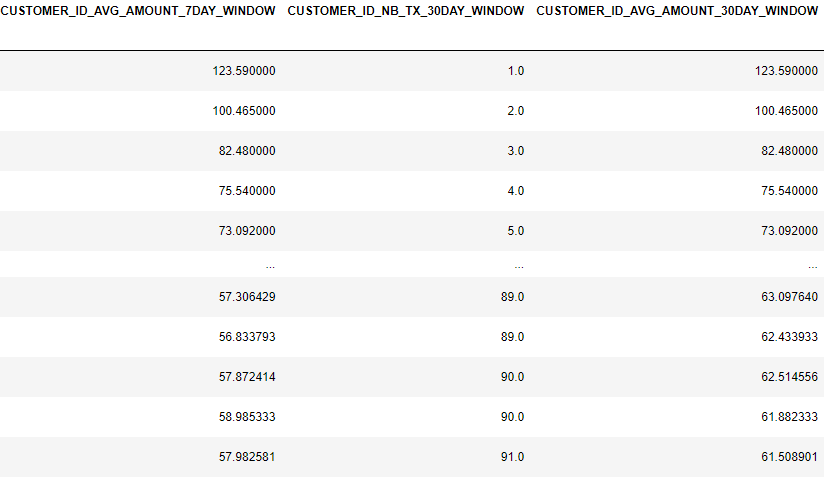 CUSTOMER_ID_AVG_AMOUNT_7DAY_WINDOW CUSTOMER_ID_NB_TX_30DAY_WINDOW CUSTOMER_ID_AVG_AMOUNT_30DAY_WINDOW
123.590000 1.0 123.590000
100.465000 2.0 100.465000
82.480000 3.0 82.480000
75.540000 4.0 75.540000
73.092000 5.0 73.092000
... ... ...
57.306429 89.0 63.097640
56.833793 89.0 62.433933
57.872414 90.0 62.514556
58.985333 90.0 61.882333
57.982581 91.0 61.508901